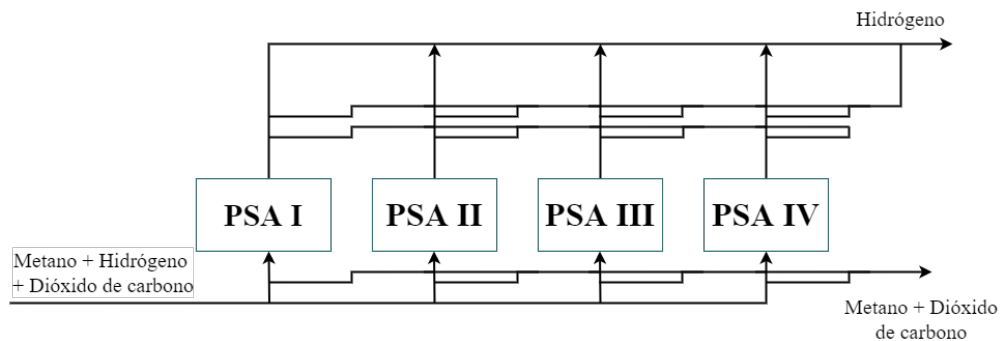 Hidrógeno
PSA I
PSA II
PSA III
PSA IV
Metano + Hidrógeno
+ Dióxido de carbono
Metano + Dióxido
de carbono